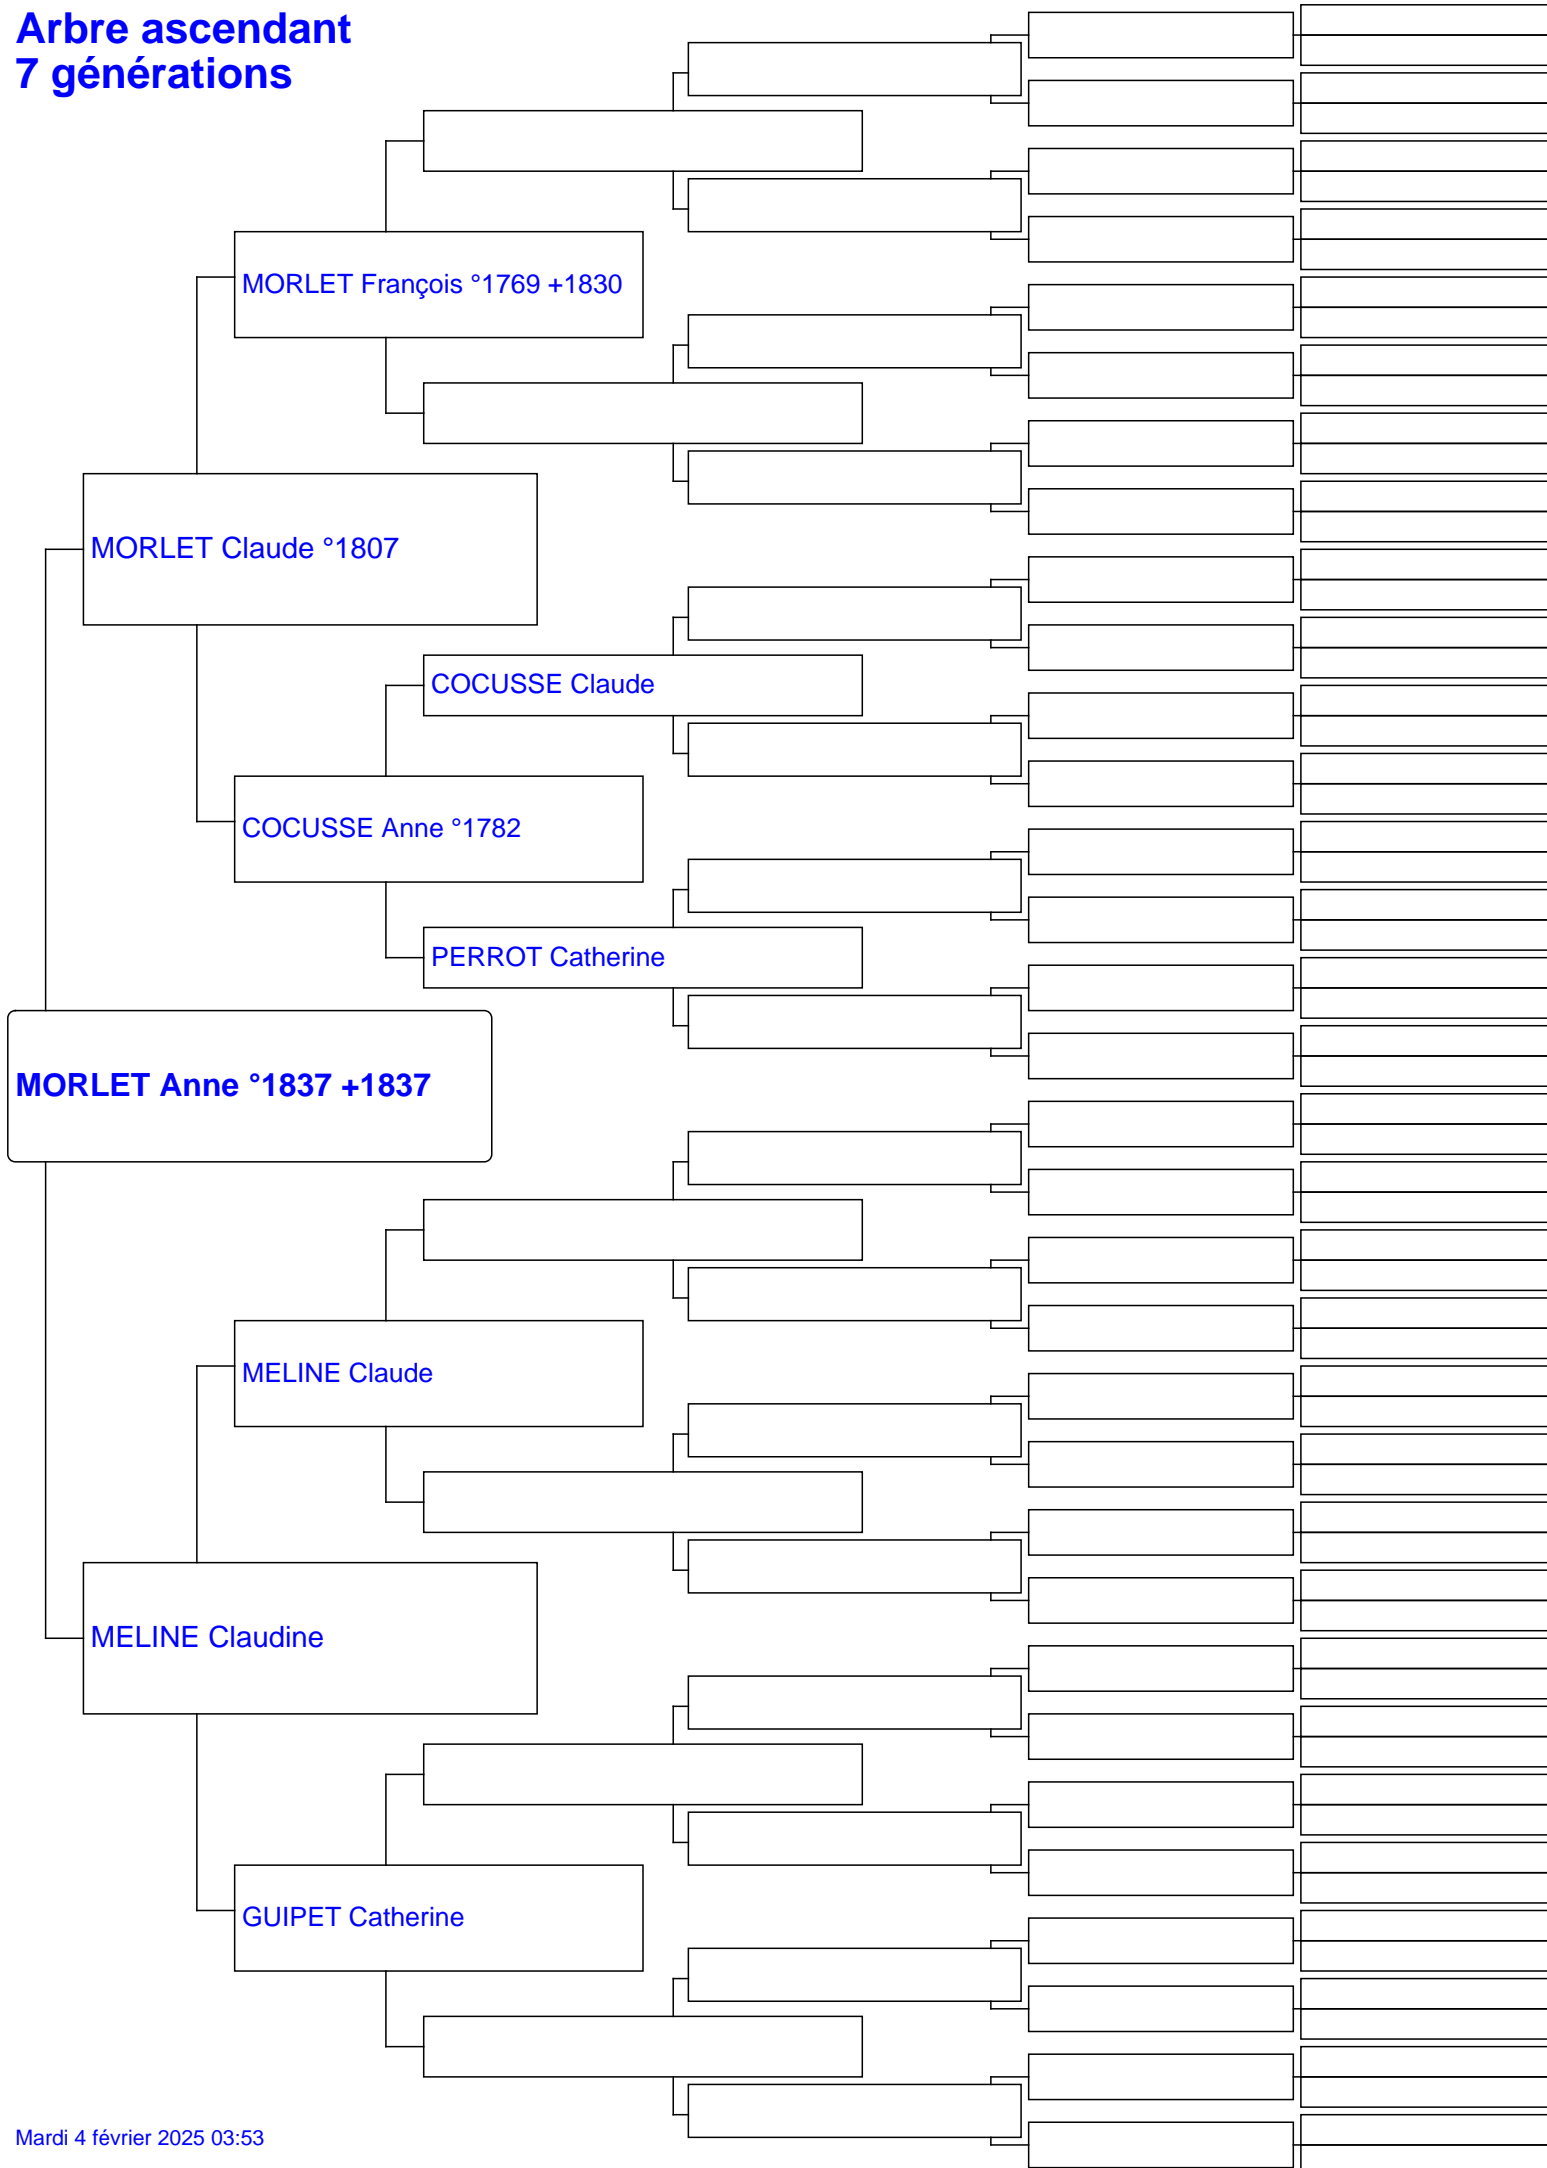 Arbre ascendant
7 générations
MORLET François °1769 +1830
MORLET Claude °1807
COCUSSE Claude
COCUSSE Anne °1782
PERROT Catherine
MORLET Anne °1837 +1837
MELINE Claude
MELINE Claudine
GUIPET Catherine
Mardi 4 février 2025 03:53